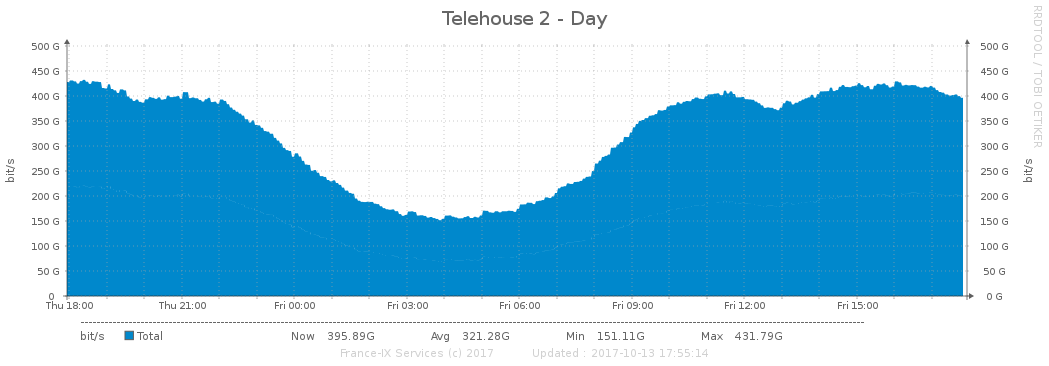 Telehouse 2 - Day
RRDTOOL / TOBI OETIKER
bit/s
500 G 500 G
450 G 450 G
400 G 400 G
350 G 350 G
300 G 300 G
250 G 250 G
200 G 200 G
150 G 150 G
100 G 100 G
50 G 50 G
0 0 G
bit/s
Thu 18:00 Thu 21:00 Fri 00:00 Fri 03:00 Fri 06:00 Fri 09:00 Fri 12:00 Fri 15:00
bit/s Total Now 395.89G Avg 321.28G Min 151.11G Max 431.79G
France-IX Services (c) 2017 Updated : 2017-10-13 17:55:14